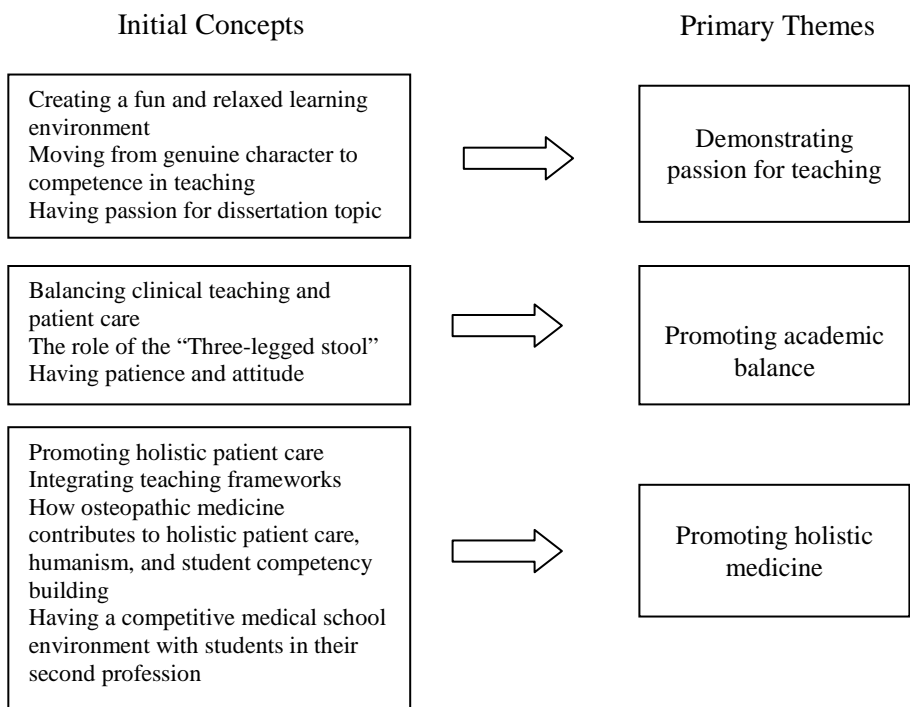 Initial Concepts
Primary Themes
Creating a fun and relaxed learning
environment
Moving from genuine character to
competence in teaching
Having passion for dissertation topic
Demonstrating
passion for teaching
Balancing clinical teaching and
patient care
The role of the “Three-legged stool”
Having patience and attitude
Promoting academic
balance
Promoting holistic patient care
Integrating teaching frameworks
How osteopathic medicine
contributes to holistic patient care,
humanism, and student competency
building
Having a competitive medical school
environment with students in their
second profession
Promoting holistic
medicine